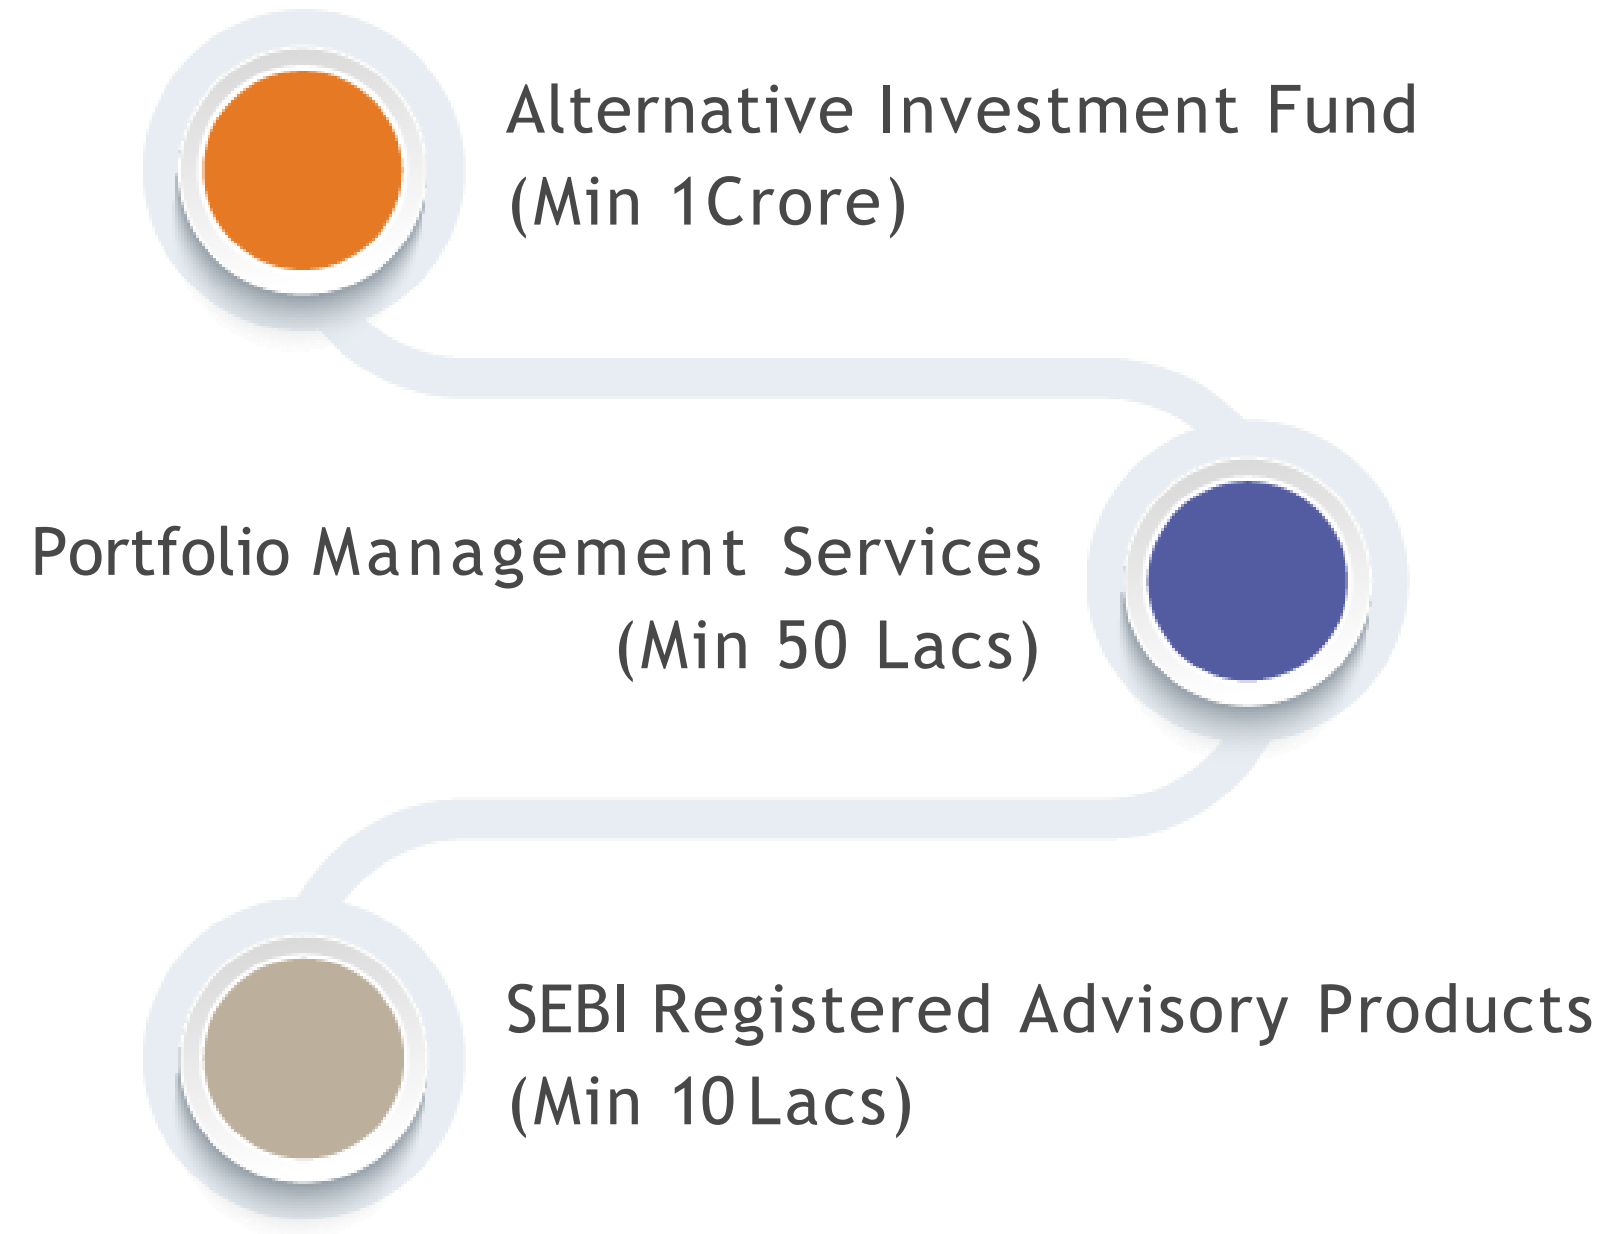 Alternative Investment Fund
(Min 1Crore)
Portfolio Management Services
(Min 50 Lacs)
SEBI Registered Advisory Products
(Min 10 Lacs)